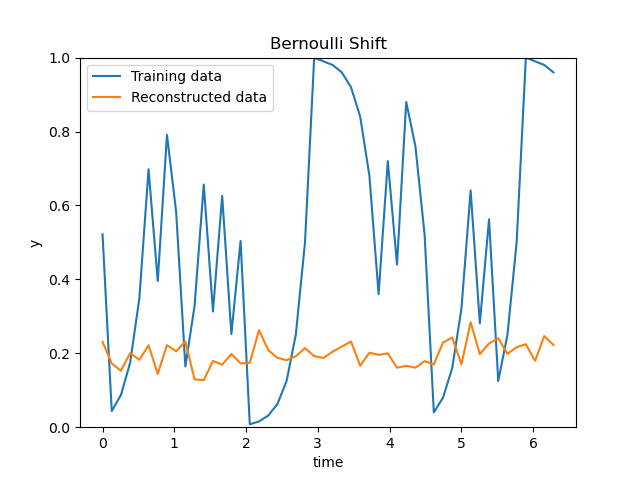 Bernoulli Shift
Training data
Reconstructed data
1.0
0.8
0.6
0.4
0.2
0.0
y
0 1 2 3 4 5 6
time